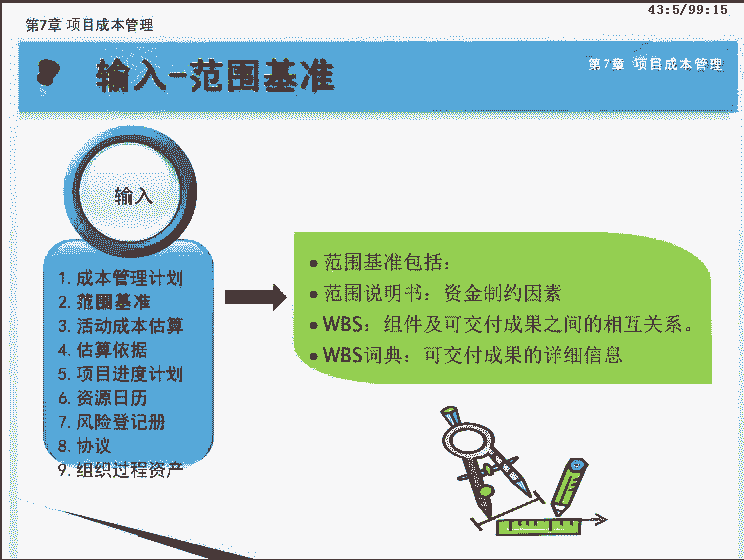 43:5/99:15
第7章 项目成本管理
输入-范围基准
第7章 项目成本管理
输入
1. 成本管理计划
2. 范围基准
3. 活动成本估算
4. 估算依据
5. 项目进度计划
6. 资源日历
7. 风险登记册
8. 协议
9. 组织过程资产
●范围基准包括：
●范围说明书：资金制约因素
●WBS：组件及可交付成果之间的相互关系。
●WBS词典：可交付成果的详细信息